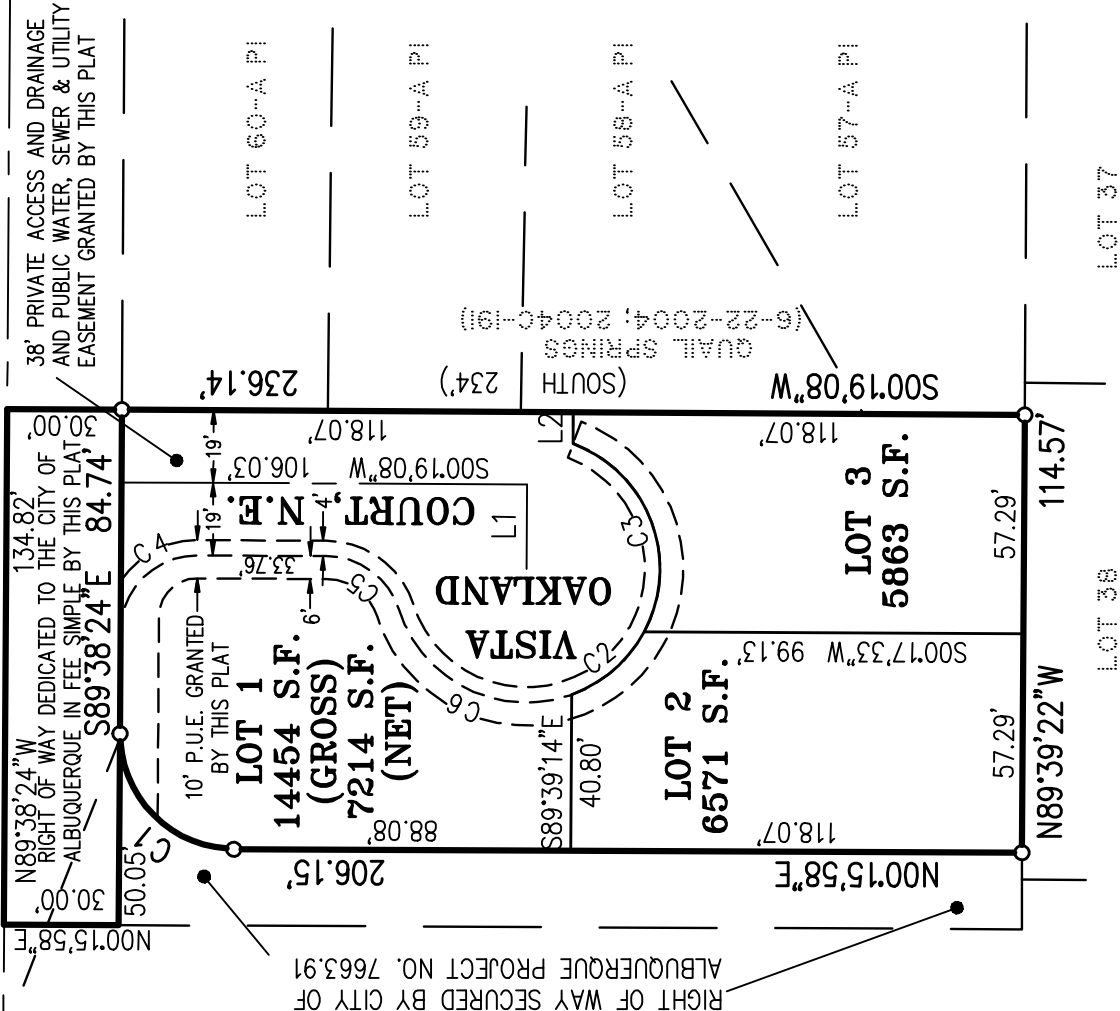 38' PRIVATE ACCESS AND DRAINAGE
AND PUBLIC WATER, SEWER & UTILITY
EASEMENT GRANTED BY THIS PLAT
LOT 60-A P1
LOT 59-A P1
LOT 58-A P1
LOT 57-A P1
LOT 37
LOT 38
QUAIL SPRINGS
(6-22-2004; 2004C-191)
236.14'
(SOUTH 234')
S00°19'08"W
134.82'
30.00'
N89°38'24"W
RIGHT OF WAY DEDICATED TO THE CITY OF
ALBUQUERQUE IN FEE SIMPLE BY THIS PLAT
S89°38'24"E 84.74'
30.00'
50.05'
N00°15'58"E
C1
C4
19'
19'
4'
118.07'
S00°19'08"W 106.03'
L2
L1
118.07'
33.76'
6'
C5
C3
C2
C6
VISTA
OAKLAND
COURT, N.E.
10' P.U.E. GRANTED
BY THIS PLAT
LOT 1
14454 S.F.
(GROSS)
7214 S.F.
(NET)
88.08'
S89°39'14"E
40.80'
LOT 2
6571 S.F.
118.07'
S00°17'33"W 99.13'
LOT 3
5863 S.F.
57.29'
57.29'
114.57'
N89°39'22"W
206.15'
N00°15'58"E
RIGHT OF WAY SECURED BY CITY OF
ALBUQUERQUE PROJECT NO. 7663.91